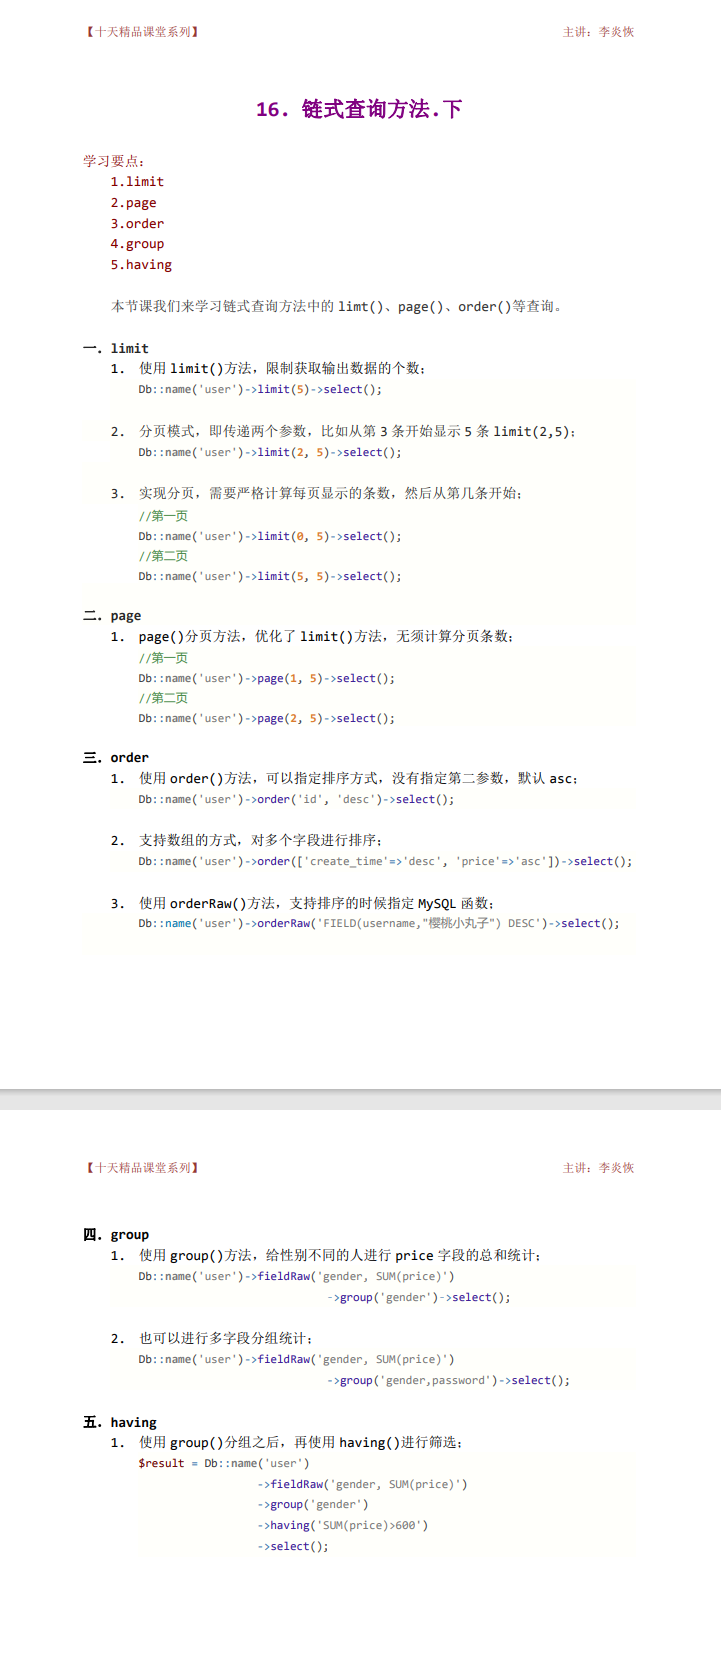 【十天精品课堂系列】 主讲：李炎恢
16. 链式查询方法.下
学习要点：
1.limit
2.page
3.order
4.group
5.having
本节课我们来学习链式查询方法中的 limt()、page()、order()等查询。
一. limit
1. 使用 limit()方法，限制获取输出数据的个数；
Db::name('user')->limit(5)->select();
2. 分页模式，即传递两个参数，比如从第 3 条开始显示 5 条 limit(2,5)；
Db::name('user')->limit(2, 5)->select();
3. 实现分页，需要严格计算每页显示的条数，然后从第几条开始；
//第一页
Db::name('user')->limit(0, 5)->select();
//第二页
Db::name('user')->limit(5, 5)->select();
二. page
1. page()分页方法，优化了 limit()方法，无须计算分页条数；
//第一页
Db::name('user')->page(1, 5)->select();
//第二页
Db::name('user')->page(2, 5)->select();
三. order
1. 使用 order()方法，可以指定排序方式，没有指定第二参数，默认 asc；
Db::name('user')->order('id', 'desc')->select();
2. 支持数组的方式，对多个字段进行排序；
Db::name('user')->order(['create_time'=>'desc', 'price'=>'asc'])->select();
3. 使用 orderRaw()方法，支持排序的时候指定 MySQL 函数；
Db::name('user')->orderRaw('FIELD(username,"樱桃小丸子") DESC')->select();
【十天精品课堂系列】 主讲：李炎恢
四. group
1. 使用 group()方法，给性别不同的人进行 price 字段的总和统计；
Db::name('user')->fieldRaw('gender, SUM(price)')
->group('gender')->select();
2. 也可以进行多字段分组统计；
Db::name('user')->fieldRaw('gender, SUM(price)')
->group('gender,password')->select();
五. having
1. 使用 group()分组之后，再使用 having()进行筛选；
$result = Db::name('user')
->fieldRaw('gender, SUM(price)')
->group('gender')
->having('SUM(price)>600')
->select();